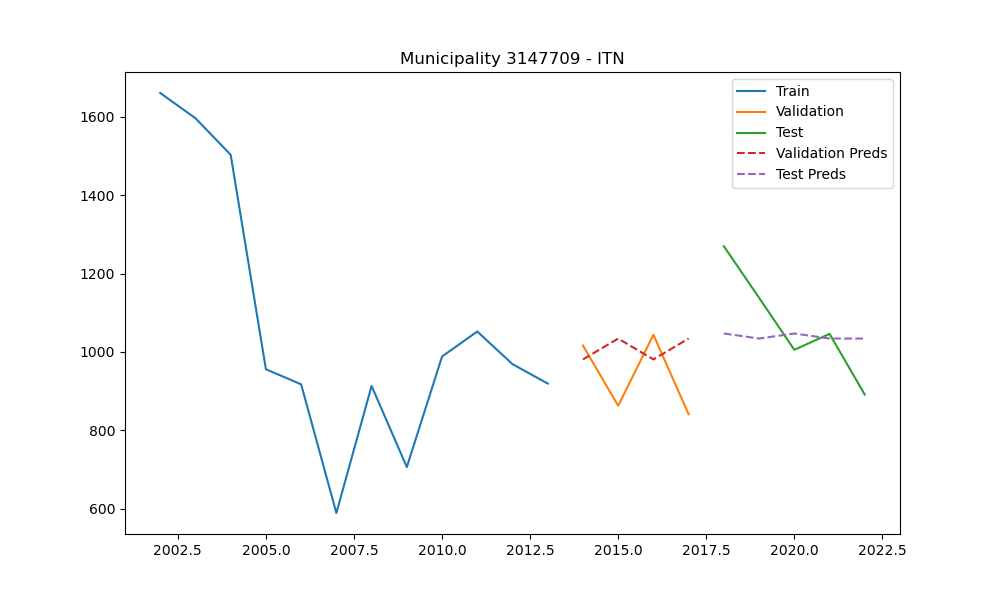 Municipality 3147709 - ITN
Train
Validation
Test
Validation Preds
Test Preds
1600
1400
1200
1000
800
600
2002.5 2005.0 2007.5 2010.0 2012.5 2015.0 2017.5 2020.0 2022.5